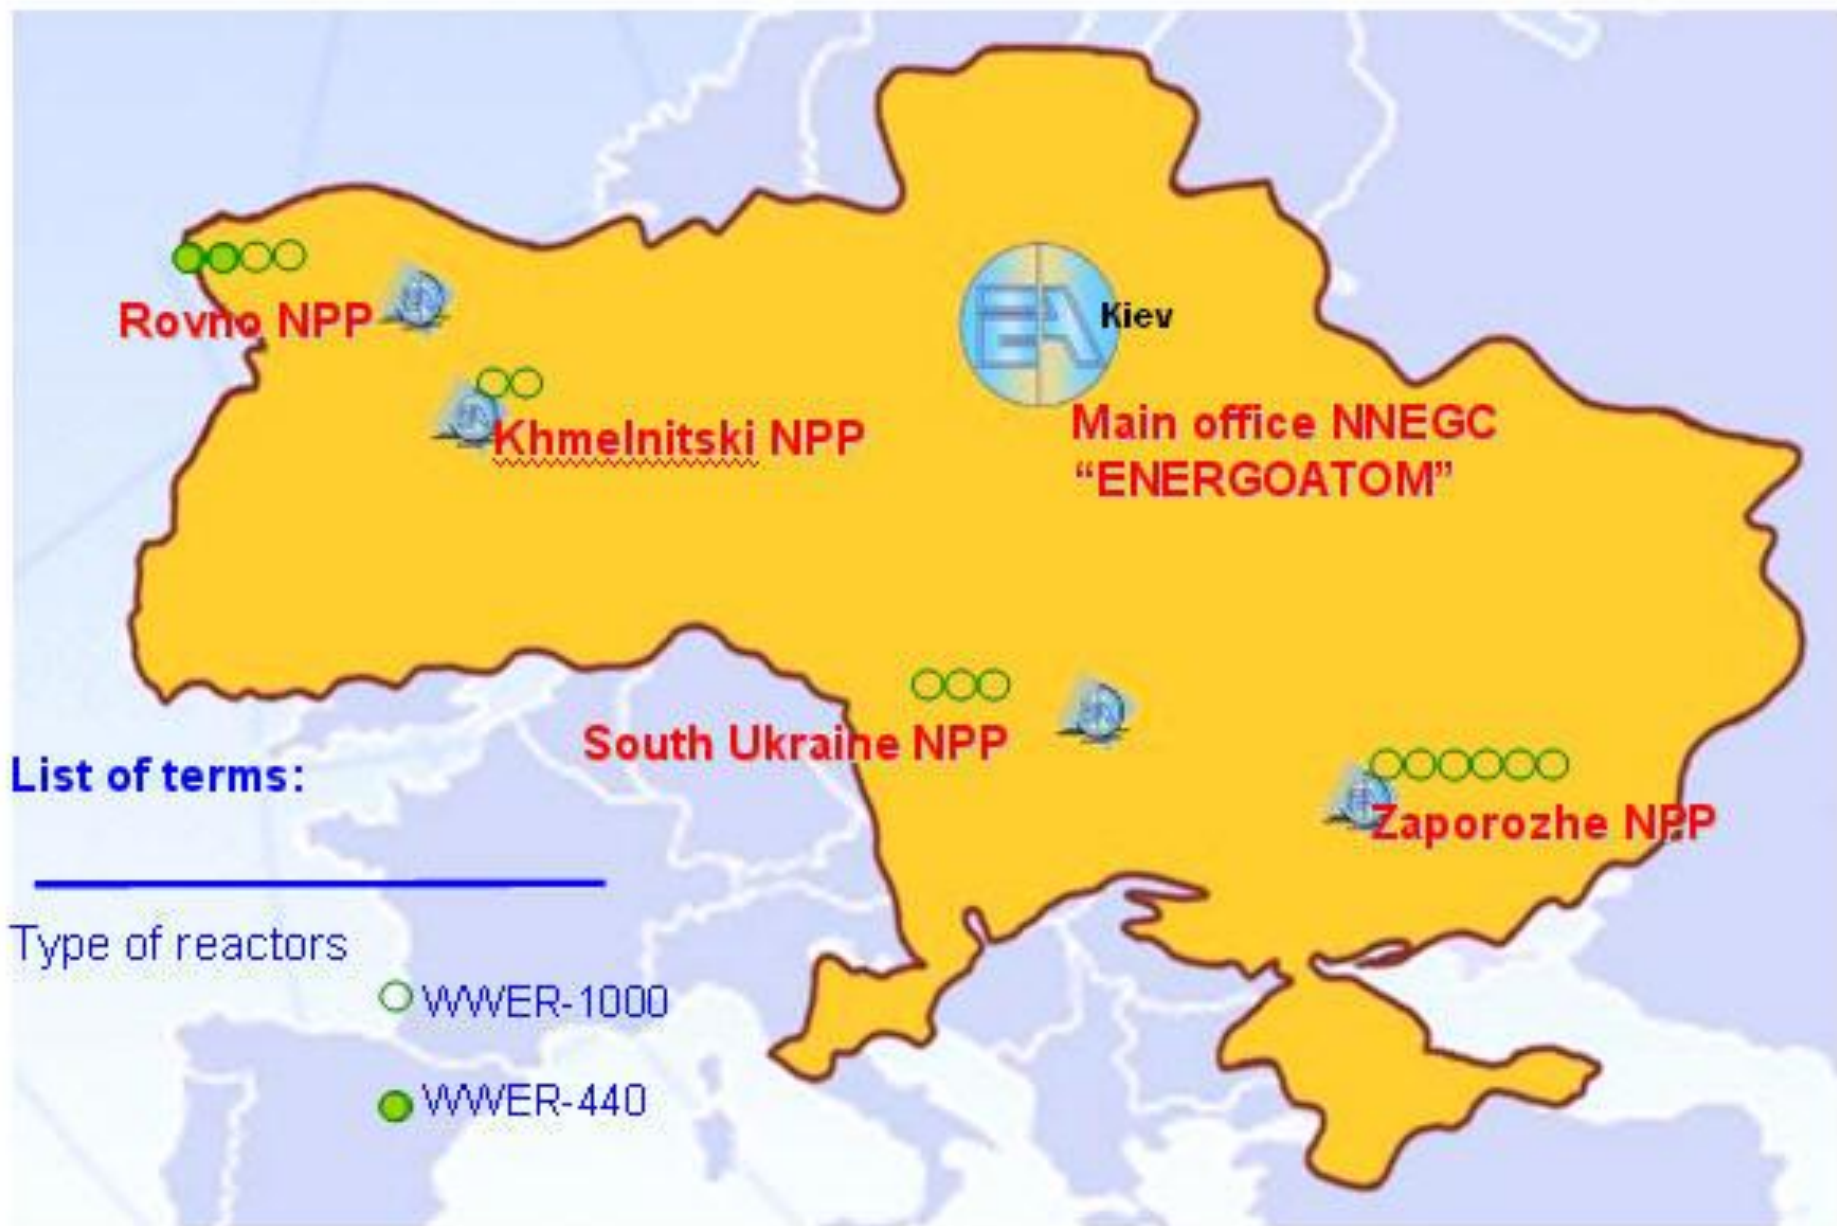 Rovno NPP
EA
Kiev
Khmelnitski NPP
Main office NNEGC
“ENERGOATOM”
South Ukraine NPP
List of terms:
Zaporozhe NPP
Type of reactors
WWER-1000
WWER-440